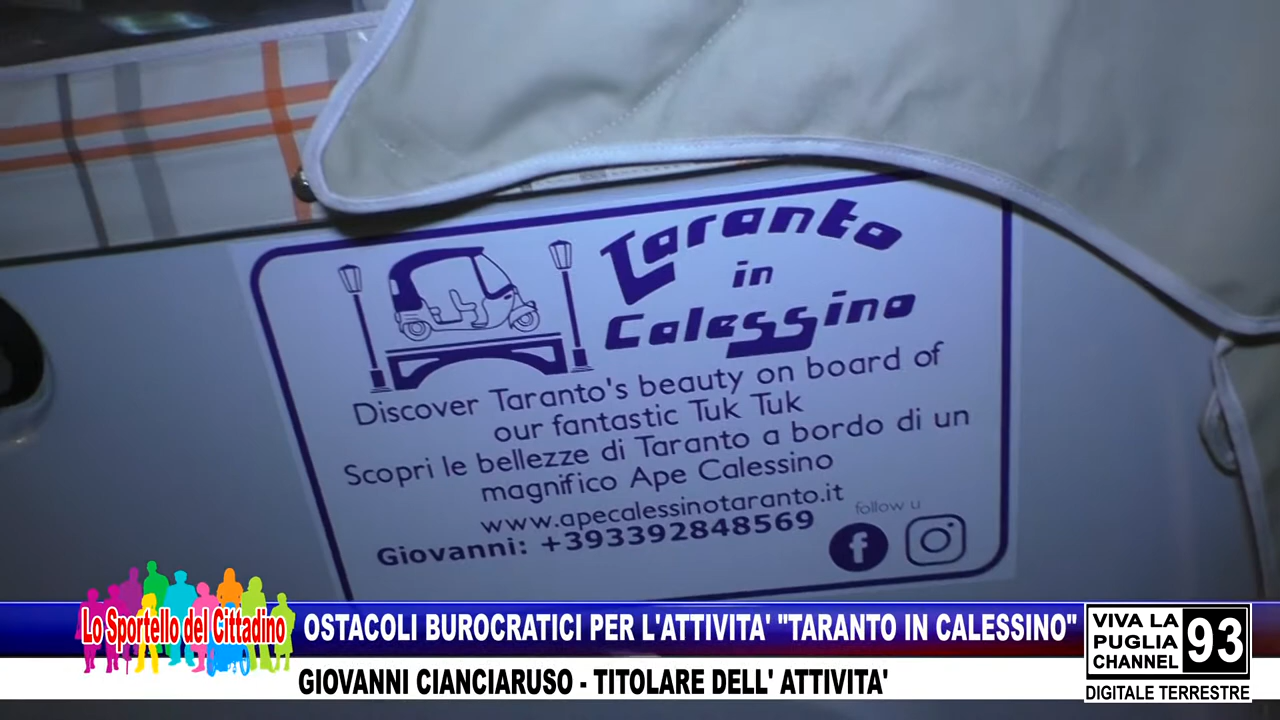 Taranto
in
Calessino
Discover Taranto's beauty on board of
our fantastic Tuk Tuk
Scopri le bellezze di Taranto a bordo di un
magnifico Ape Calessino
www.apecalessinotaranto.it
follow u
Giovanni: +393392848569
Lo Sportello del Cittadino
OSTACOLI BUROCRATICI PER L'ATTIVITA' "TARANTO IN CALESSINO"
GIOVANNI CIANCIARUSO - TITOLARE DELL' ATTIVITA'
VIVA LA
PUGLIA
CHANNEL
93
DIGITALE TERRESTRE